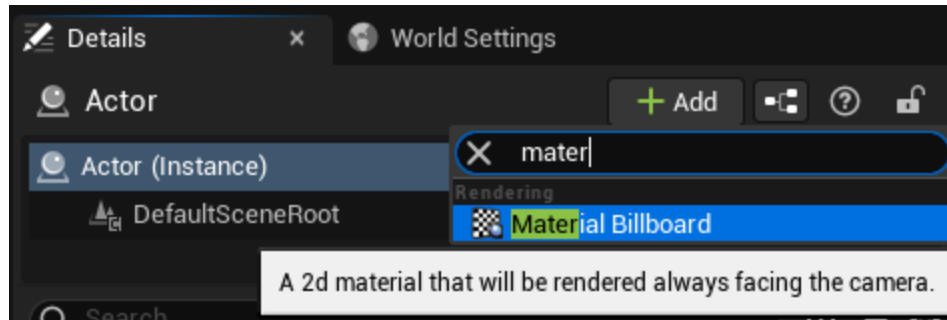 Details × World Settings
Actor + Add
Actor (Instance) mater
DefaultSceneRoot
Rendering
Material Billboard
A 2d material that will be rendered always facing the camera.
Search